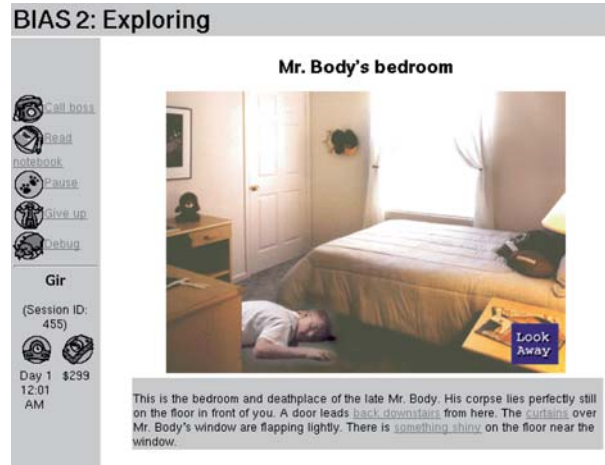 BIAS 2: Exploring
Call boss
Read
notebook
Pause
Give up
Debug
Gir
(Session ID:
455)
Day 1
12:01
AM
$299
Mr. Body's bedroom
Look
Away
This is the bedroom and deathplace of the late Mr. Body. His corpse lies perfectly still
on the floor in front of you. A door leads back downstairs from here. The curtains over
Mr. Body's window are flapping lightly. There is something shiny on the floor near the
window.